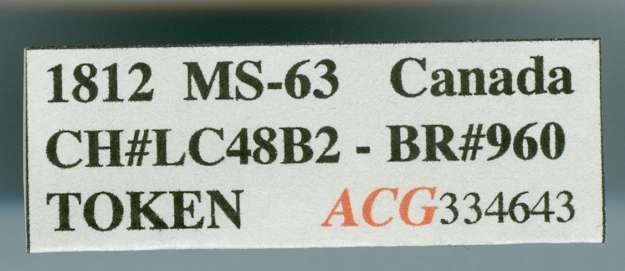 1812 MS-63 Canada
CH#LC48B2 - BR#960
TOKEN ACG334643